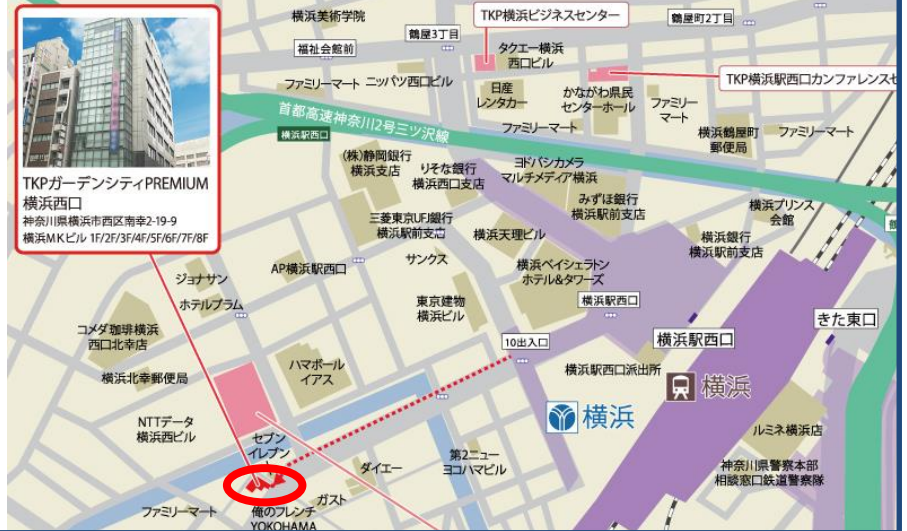 横浜美術学院
TKP横浜ビジネスセンター
鶴屋町2丁目
鶴屋3丁目
福祉会館前
タクエー横浜
西口ビル
TKP横浜駅西口カンファレンスセ
ファミリーマート
ニッパツ西口ビル
日産
レンタカー
かながわ県民
センターホール
ファミリー
マート
首都高速神奈川2号三ツ沢線
横浜駅西口
ファミリーマート
横浜鶴屋町
郵便局
ファミリーマート
TKPガーデンシティPREMIUM
横浜西口
神奈川県横浜市西区南幸2-19-9
横浜MKビル 1F/2F/3F/4F/5F/6F/7F/8F
(株)静岡銀行
横浜支店
りそな銀行
横浜西口支店
ヨドバシカメラ
マルチメディア横浜
みずほ銀行
横浜駅前支店
横浜プリンス
会館
三菱東京UFJ銀行
横浜駅前支店
横浜天理ビル
横浜銀行
横浜駅前支店
サンクス
AP横浜駅西口
横浜ベイシェラトン
ホテル&タワーズ
ジョナサン
ホテルプラム
東京建物
横浜ビル
横浜駅西口
きた東口
コメダ珈琲横浜
西口北幸店
10出入口
横浜駅西口
横浜北幸郵便局
ハマボール
イアス
横浜駅西口派出所
横浜
横浜
NTTデータ
横浜西ビル
セブン
イレブン
ダイエー
第2ニュー
ヨコハマビル
ルミネ横浜店
神奈川県警察本部
相談窓口鉄道警察隊
ファミリーマート
俺のフレンチ
YOKOHAMA
ガスト